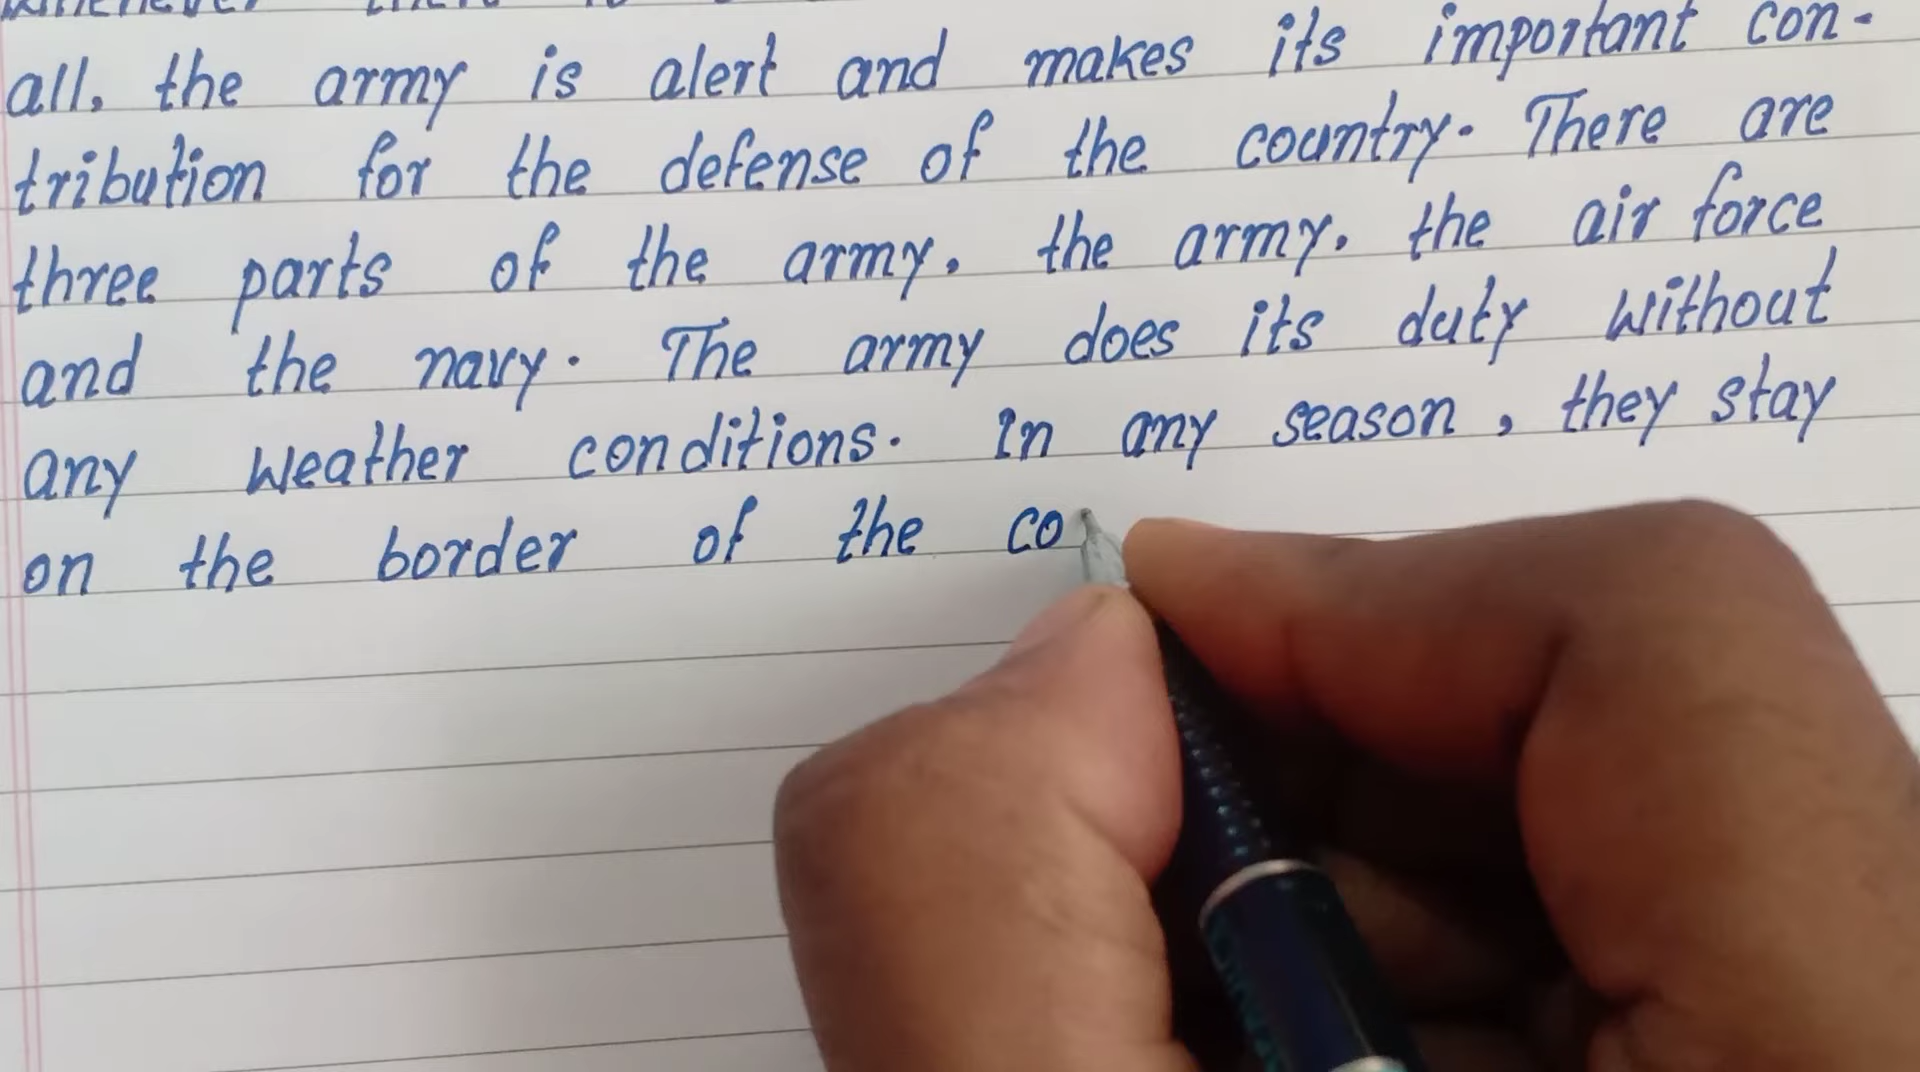 all, the army is alert and makes its important con-
tribution for the defense of the country. There are
three parts of the army, the army, the air force
and the navy. The army does its duty without
any weather conditions. In any season, they stay
on the border of the co